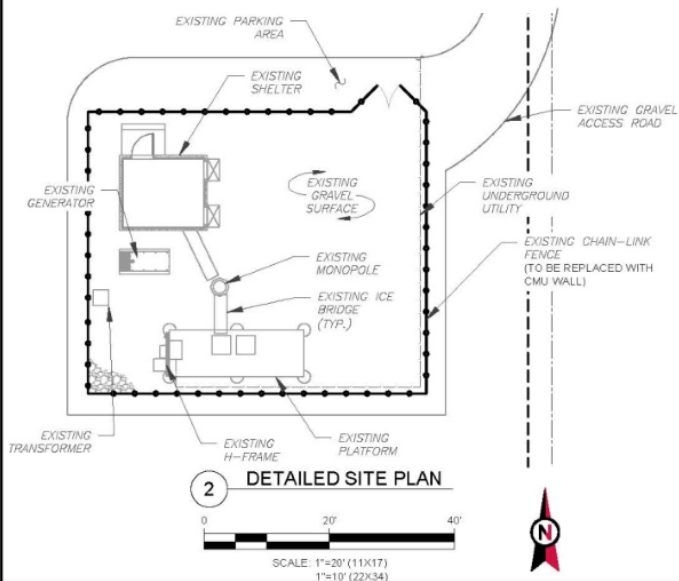 EXISTING PARKING
AREA
EXISTING
SHELTER
EXISTING GRAVEL
ACCESS ROAD
EXISTING
GENERATOR
EXISTING
GRAVEL
SURFACE
EXISTING
UNDERGROUND
UTILITY
EXISTING CHAIN-LINK
FENCE
(TO BE REPLACED WITH
CMU WALL)
EXISTING
MONOPOLE
EXISTING ICE
BRIDGE
(TYP.)
EXISTING
TRANSFORMER
EXISTING
H-FRAME
EXISTING
PLATFORM
2 DETAILED SITE PLAN
0 20' 40'
SCALE: 1"=20' (11X17)
1"=10' (22X34)
N